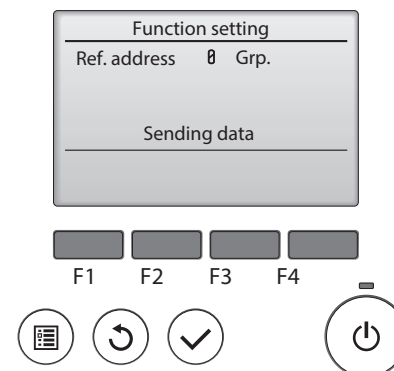 Function setting
Ref. address 0 Grp.
Sending data
F1 F2 F3 F4